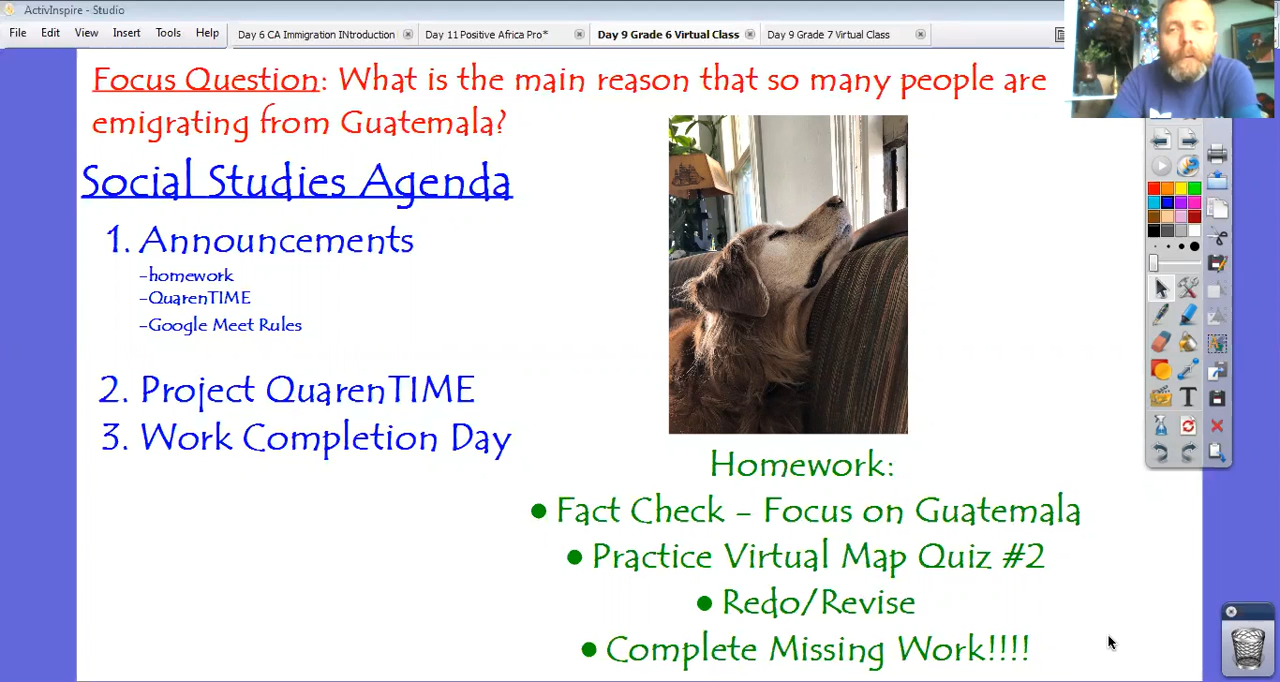 ActivInspire - Studio
File Edit View Insert Tools Help
Day 6 CA Immigration INtroduction
Day 11 Positive Africa Pro*
Day 9 Grade 6 Virtual Class
Day 9 Grade 7 Virtual Class
Focus Question: What is the main reason that so many people are
emigrating from Guatemala?
Social Studies Agenda
1. Announcements
-homework
-QuarenTIME
-Google Meet Rules
2. Project QuarenTIME
3. Work Completion Day
Homework:
• Fact Check - Focus on Guatemala
• Practice Virtual Map Quiz #2
• Redo/Revise
• Complete Missing Work!!!!